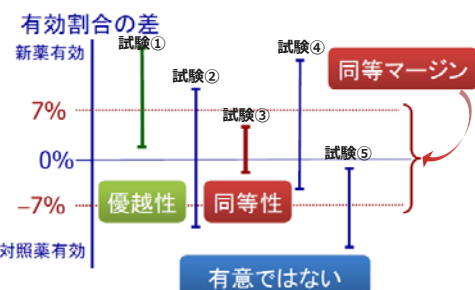 有効割合の差
新薬有効
試験①
試験②
試験③
試験④
試験⑤
同等マージン
7%
0%
−7%
優越性
同等性
対照薬有効
有意ではない